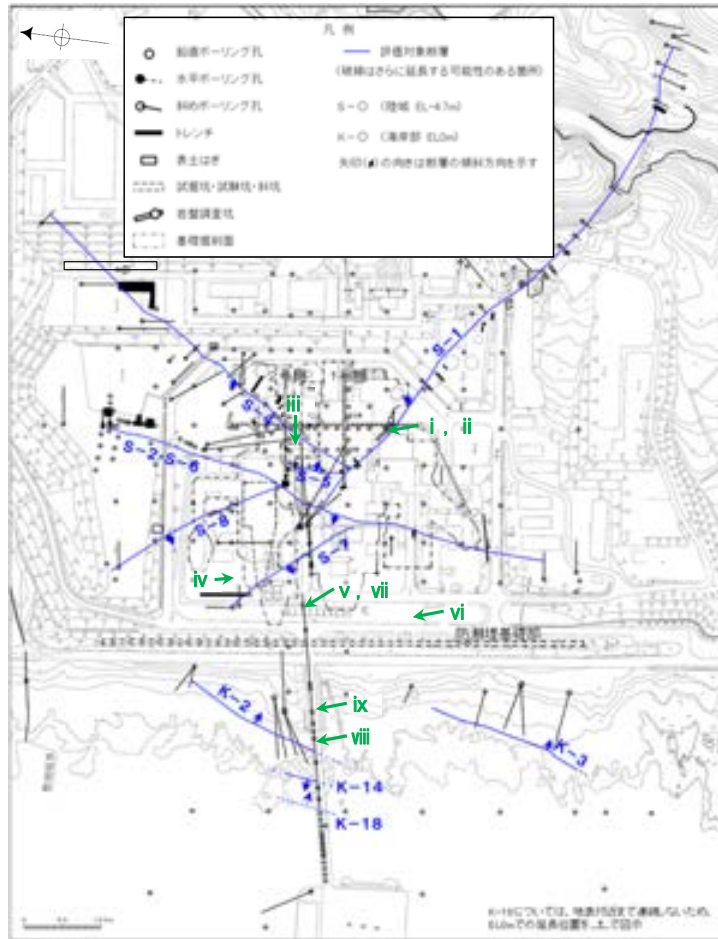 凡 例
鉛直ボーリング孔
水平ボーリング孔
斜めボーリング孔
トレンチ
表土はぎ
試掘坑・試験坑・斜坑
岩盤調査坑
基礎掘削面
評価対象断層
(破線はさらに延長する可能性のある箇所)
S-○ (陸域 EL-4.7m)
K-○ (海岸部 EL0m)
矢印( )の向きは断層の傾斜方向を示す
S-1
S-4
iii
i , ii
S-2・S-6
S-5
S-8
S-7
iv
v , vii
vi
防潮堤基礎部
K-2
ix
viii
K-3
K-14
K-18
K-18については、地表付近まで連続しないため、
EL0mでの延長位置を